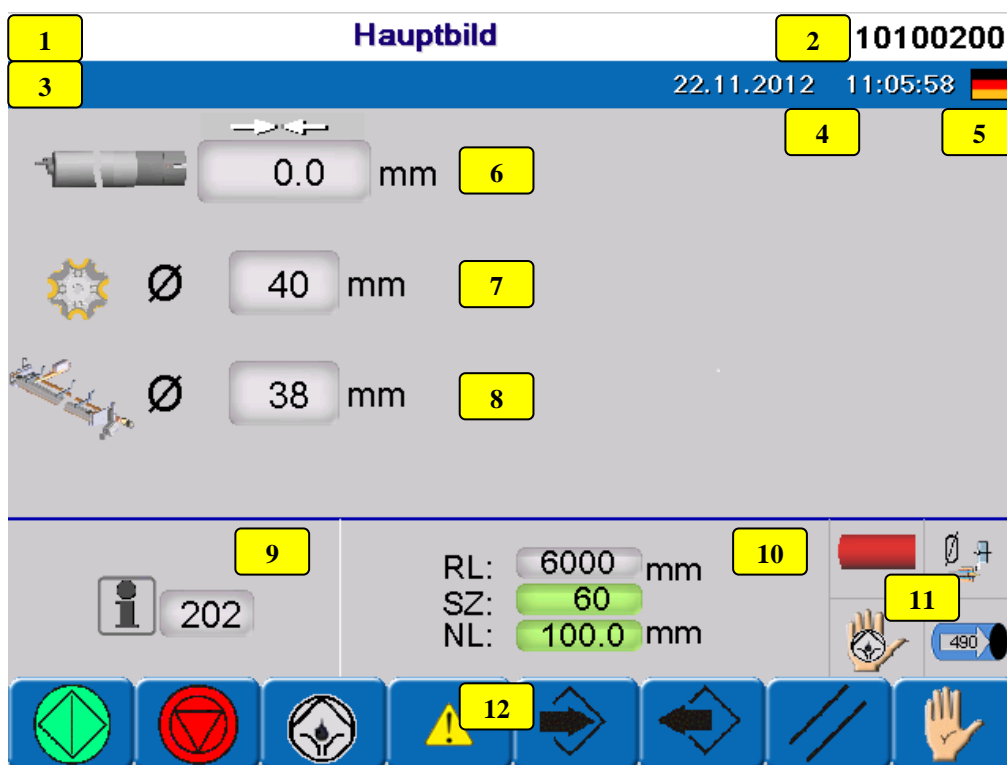 1 Hauptbild 2 10100200
3 22.11.2012 11:05:58
4 5
0.0 mm 6
Ø 40 mm 7
Ø 38 mm 8
9 10
RL: 6000 mm
SZ: 60
NL: 100.0 mm
i 202
Ø
11
490
12